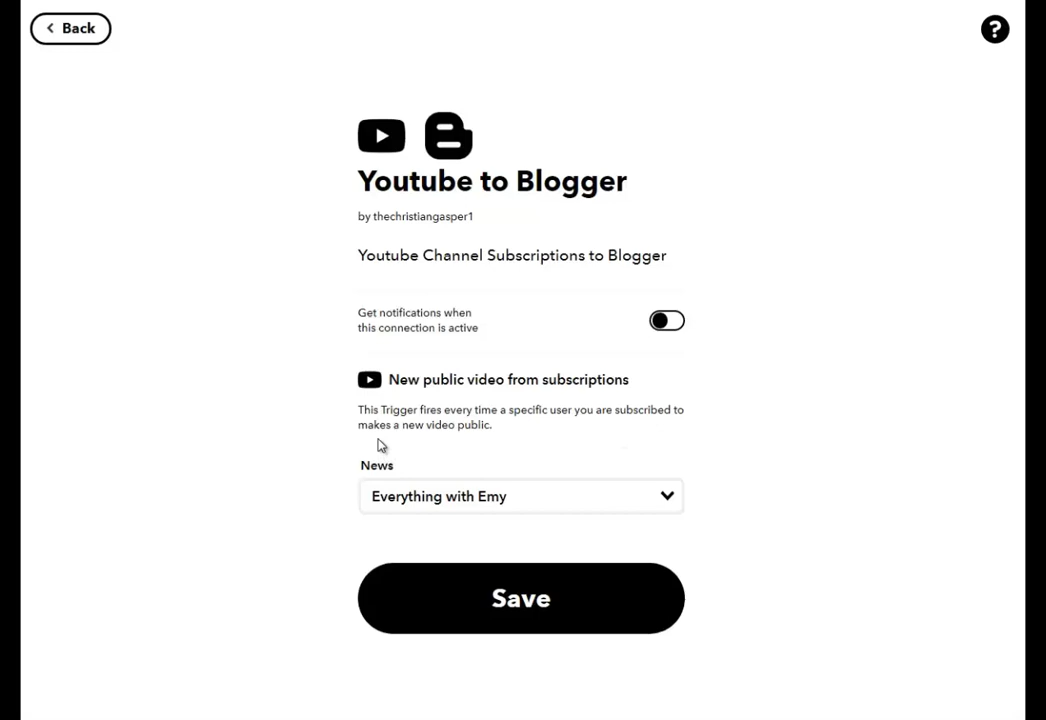 Back
?
Youtube to Blogger
by thechristiangasper1
Youtube Channel Subscriptions to Blogger
Get notifications when
this connection is active
New public video from subscriptions
This Trigger fires every time a specific user you are subscribed to
makes a new video public.
News
Everything with Emy
Save